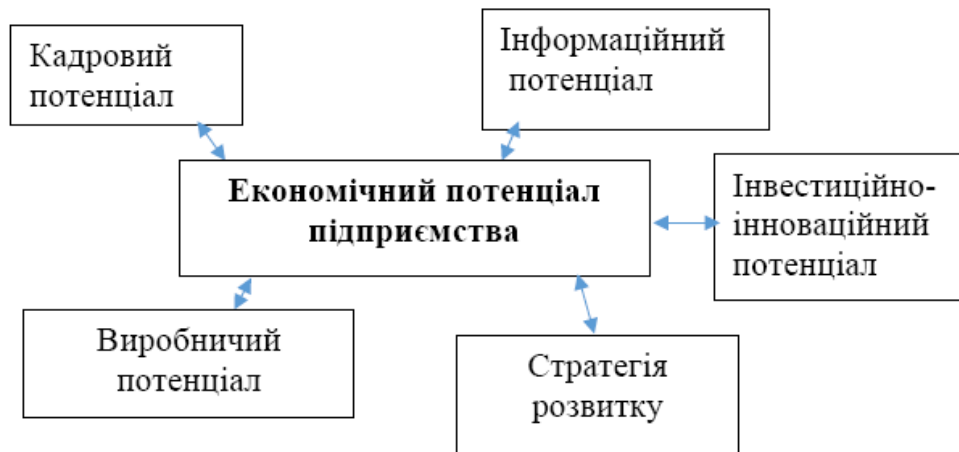 Кадровий
потенціал
Інформаційний
потенціал
Економічний потенціал
підприємства
Інвестиційно-
інноваційний
потенціал
Виробничий
потенціал
Стратегія
розвитку